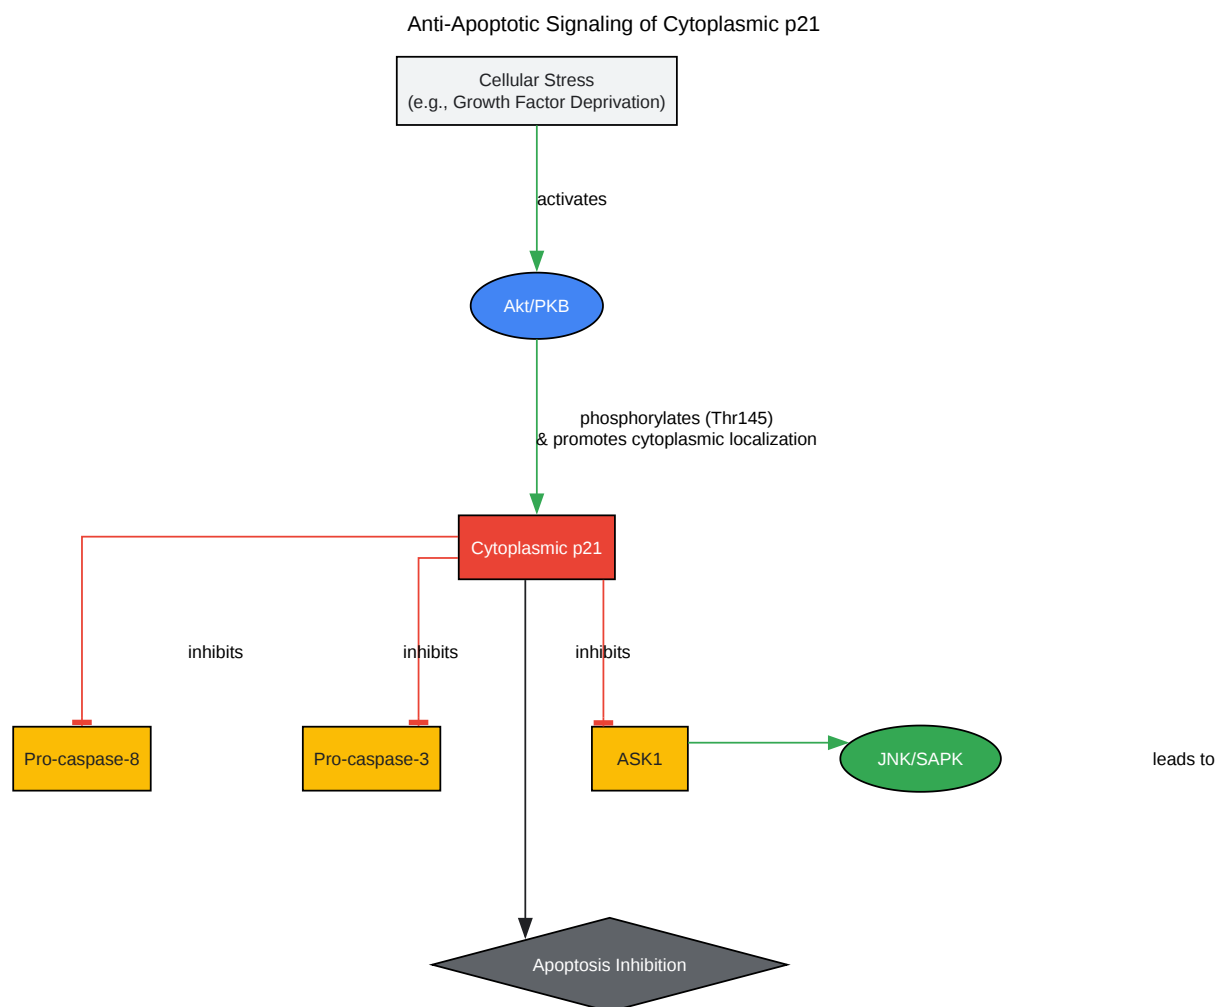 Anti-Apoptotic Signaling of Cytoplasmic p21
Cellular Stress
(e.g., Growth Factor Deprivation)
activates
Akt/PKB
phosphorylates (Thr145)
& promotes cytoplasmic localization
Cytoplasmic p21
inhibits
inhibits
inhibits
Pro-caspase-8
Pro-caspase-3
ASK1
JNK/SAPK
leads to
Apoptosis Inhibition